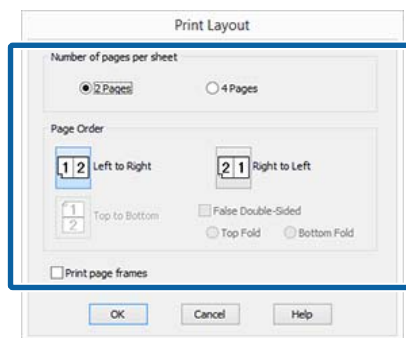 Print Layout
Number of pages per sheet
2 Pages 4 Pages
Page Order
1 2 Left to Right 2 1 Right to Left
1 2 Top to Bottom False Double-Sided
Top Fold Bottom Fold
Print page frames
OK Cancel Help